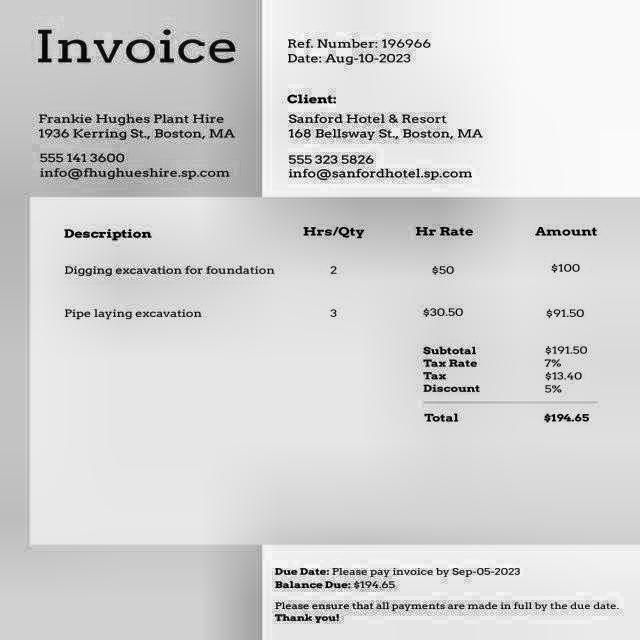 Invoice
Ref. Number: 196966
Date: Aug-10-2023
Frankie Hughes Plant Hire
1936 Kerring St., Boston, MA
555 141 3600
info@fhughueshire.sp.com
Client:
Sanford Hotel & Resort
168 Bellsway St., Boston, MA
555 323 5826
info@sanfordhotel.sp.com
Description Hrs/Qty Hr Rate Amount
Digging excavation for foundation 2 $50 $100
Pipe laying excavation 3 $30.50 $91.50
Subtotal $191.50
Tax Rate 7%
Tax $13.40
Discount 5%
Total $194.65
Due Date: Please pay invoice by Sep-05-2023
Balance Due: $194.65
Please ensure that all payments are made in full by the due date.
Thank you!